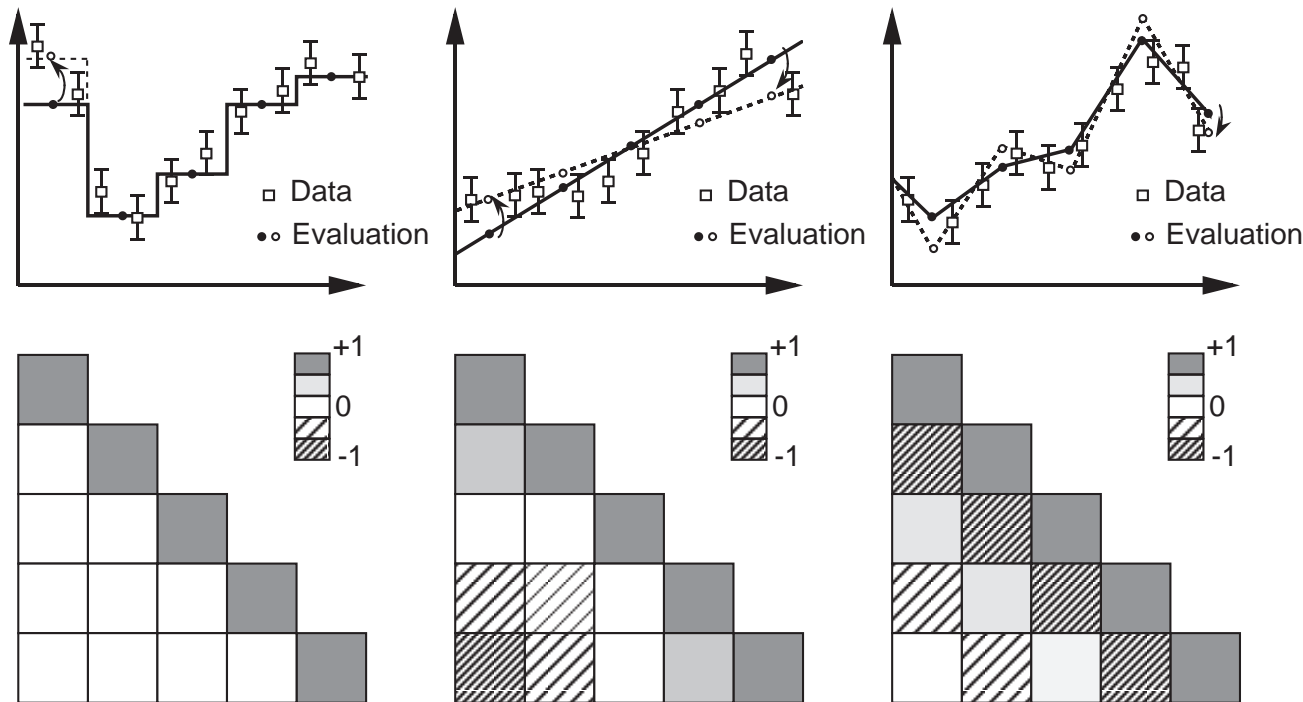 Data
Evaluation
Data
Evaluation
Data
Evaluation
+1
0
-1
+1
0
-1
+1
0
-1